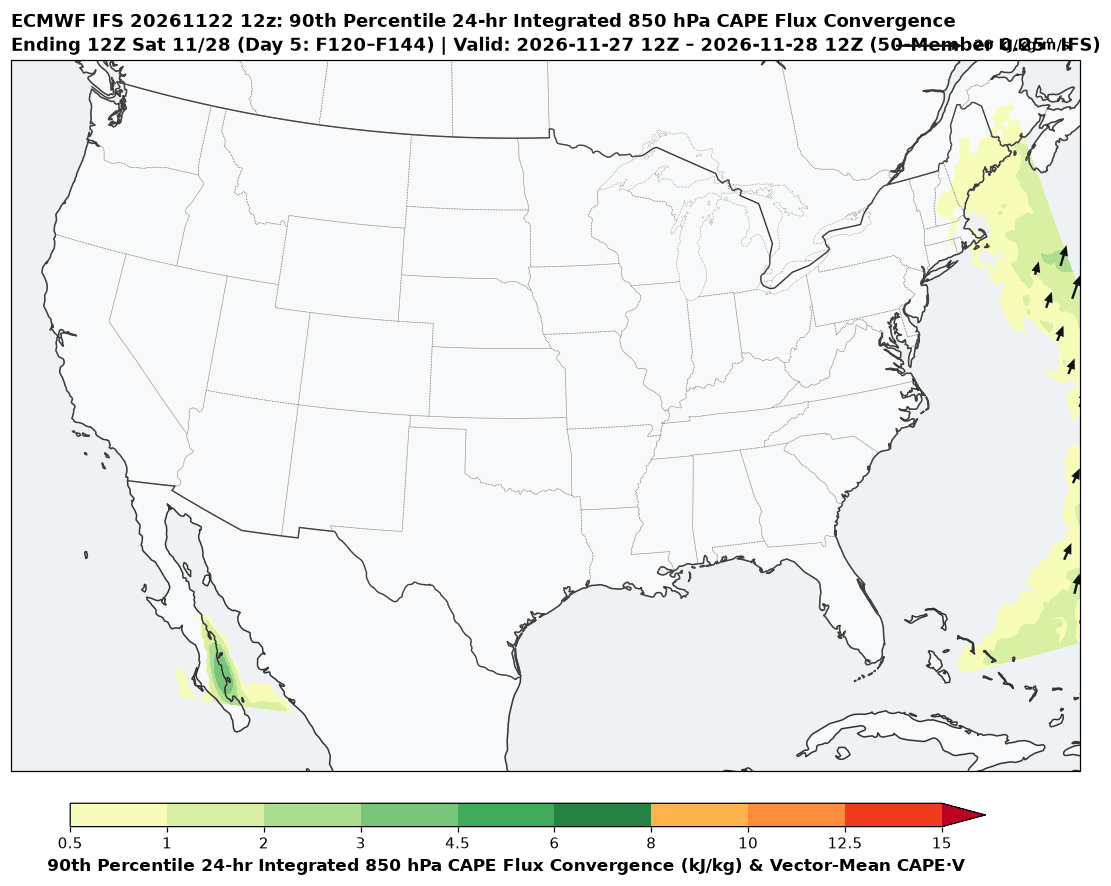 ECMWF IFS 20261122 12z: 90th Percentile 24-hr Integrated 850 hPa CAPE Flux Convergence
Ending 12Z Sat 11/28 (Day 5: F120–F144) | Valid: 2026-11-27 12Z – 2026-11-28 12Z (50-Member 0.25° IFS)
0.5 1 2 3 4.5 6 8 10 12.5 15
90th Percentile 24-hr Integrated 850 hPa CAPE Flux Convergence (kJ/kg) & Vector-Mean CAPE·V